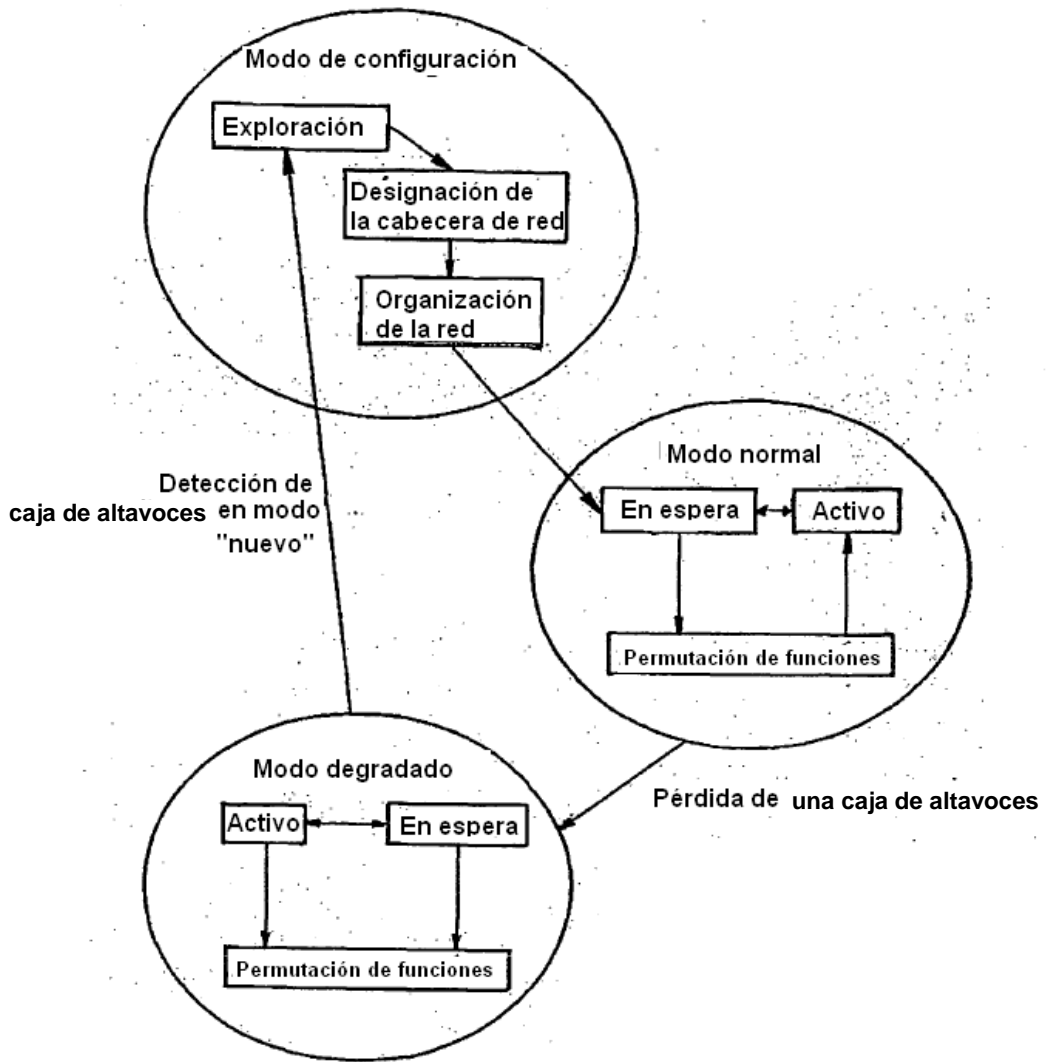 Modo de configuración
Exploración
Designación de
la cabecera de red
Organización
de la red
Detección de
caja de altavoces en modo
"nuevo"
Modo normal
En espera
Activo
Permutación de funciones
Pérdida de una caja de altavoces
Modo degradado
Activo
En espera
Permutación de funciones